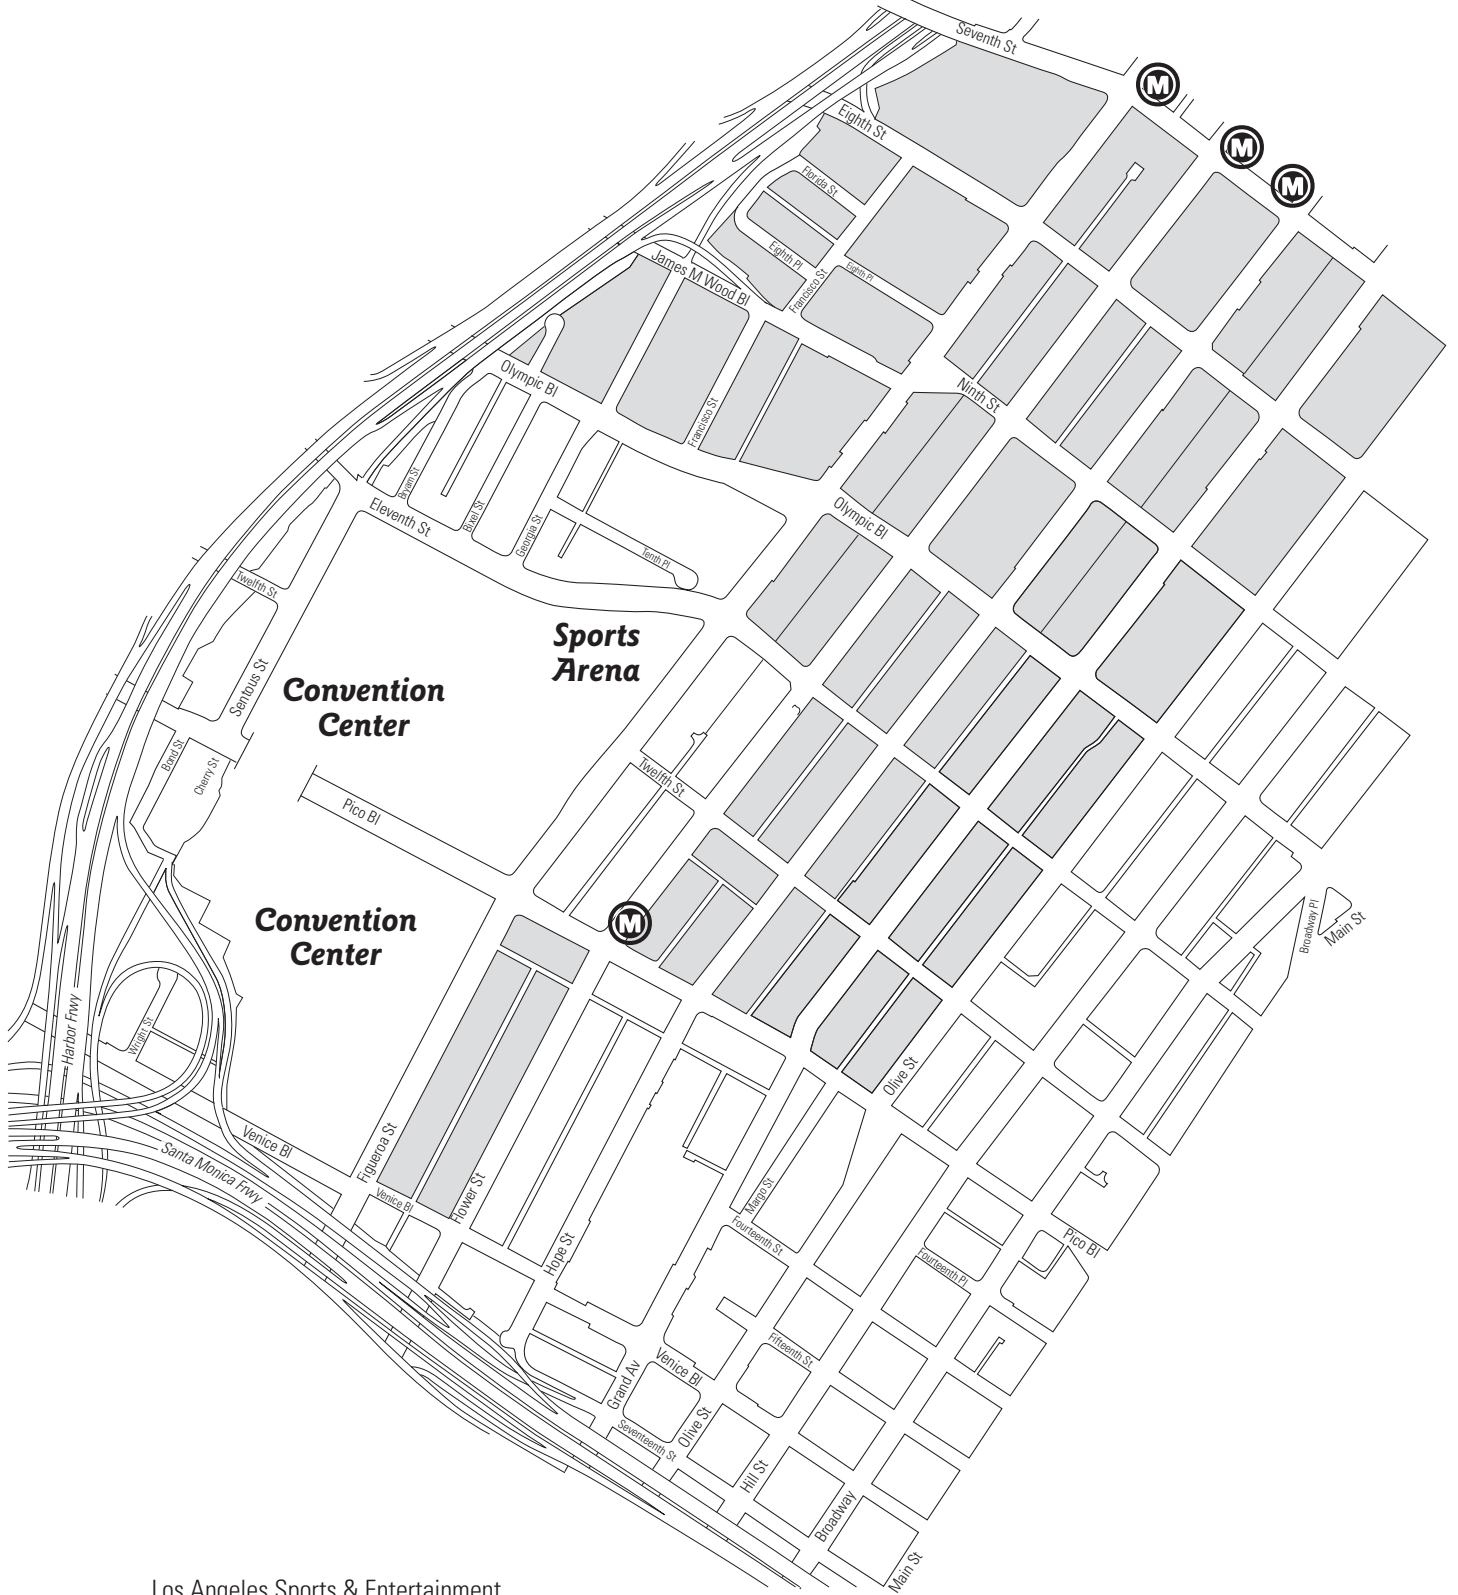 Seventh St
M
Eighth St
M
M
Florida St
Eighth Pl
Eighth Pl
Francisco St
James M Wood Bl
Olympic Bl
Francisco St
Ninth St
Bryam St
Bixel St
Georgia St
Tenth Pl
Eleventh St
Olympic Bl
Twelfth St
Sports
Arena
Sentous St
Convention
Center
Bond St
Cherry St
Twelfth St
Pico Bl
Convention
Center
M
Broadway Pl
Main St
Harbor Frwy
Wright St
Olive St
Venice Bl
Santa Monica Frwy
Figueroa St
Venice Bl
Flower St
Hope St
Margo St
Fourteenth St
Pico Bl
Fourteenth Pl
Fifteenth St
Venice Bl
Grand Av
Olive St
Seventeenth St
Hill St
Broadway
Main St
Los Angeles Sports & Entertainment